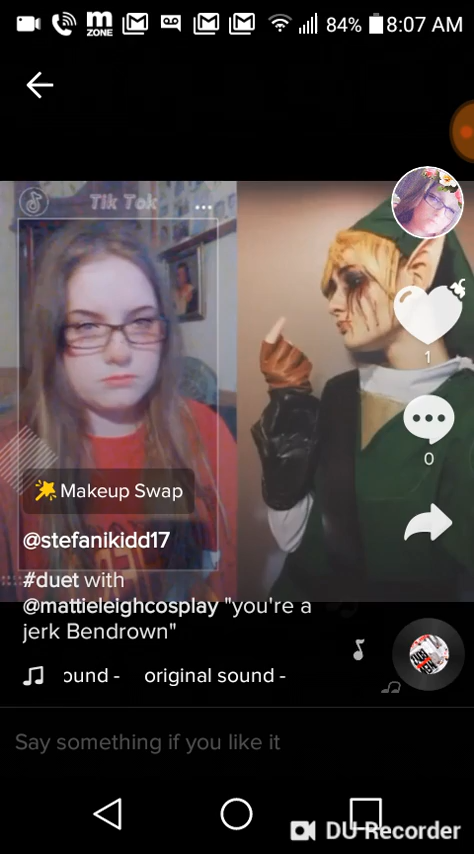 m
ZONE
84%
8:07 AM
Tik Tok
...
1
0
Makeup Swap
@stefanikidd17
#duet with
@mattieleighcosplay "you're a
jerk Bendrown"
ound - original sound -
Say something if you like it
DU Recorder